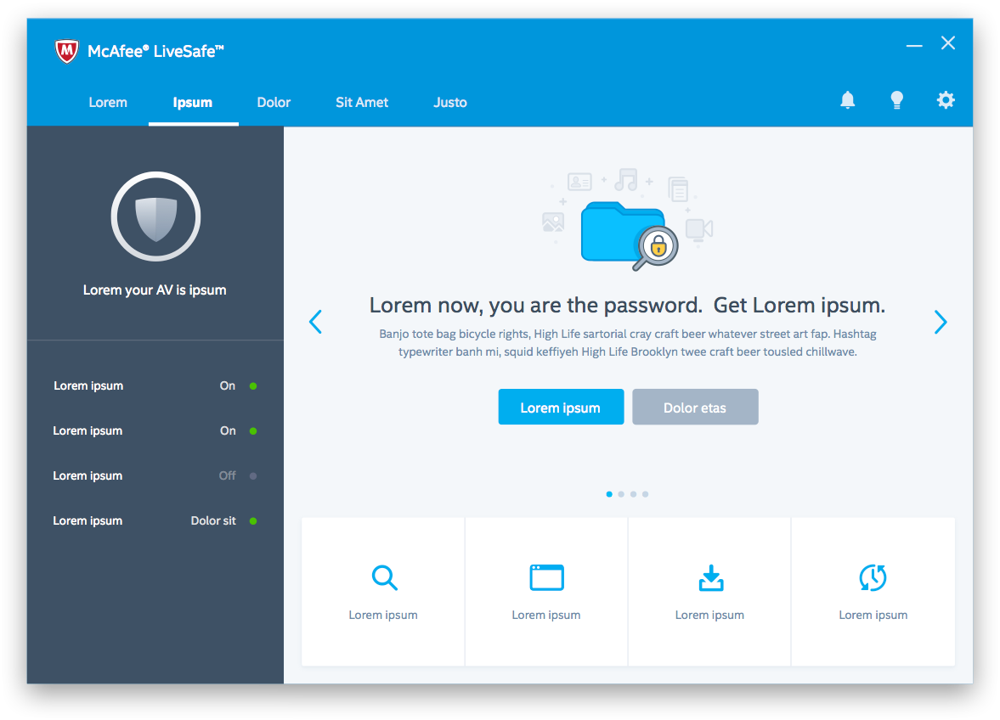 McAfee® LiveSafe™
Lorem
Ipsum
Dolor
Sit Amet
Justo
Lorem your AV is ipsum
Lorem ipsum On
Lorem ipsum On
Lorem ipsum Off
Lorem ipsum Dolor sit
Lorem now, you are the password.  Get Lorem ipsum.
Banjo tote bag bicycle rights, High Life sartorial cray craft beer whatever street art fap. Hashtag
typewriter banh mi, squid keffiyeh High Life Brooklyn twee craft beer tousled chillwave.
Lorem ipsum
Dolor etas
Lorem ipsum
Lorem ipsum
Lorem ipsum
Lorem ipsum